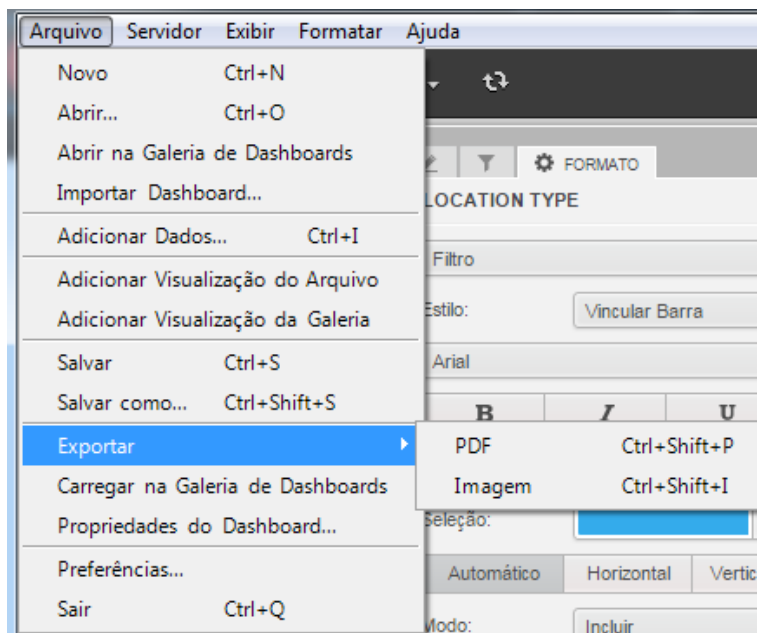 Arquivo Servidor Exibir Formatar Ajuda
Novo Ctrl+N
Abrir... Ctrl+O
Abrir na Galeria de Dashboards
Importar Dashboard...
Adicionar Dados... Ctrl+I
Adicionar Visualização do Arquivo
Adicionar Visualização da Galeria
Salvar Ctrl+S
Salvar como... Ctrl+Shift+S
Exportar
Carregar na Galeria de Dashboards
Propriedades do Dashboard...
Preferências...
Sair Ctrl+Q
PDF Ctrl+Shift+P
Imagem Ctrl+Shift+I
FORMATO
LOCATION TYPE
Filtro
Estilo: Vincular Barra
Arial
B I U
Seleção:
Automático Horizontal Vertic
Modo: Incluir